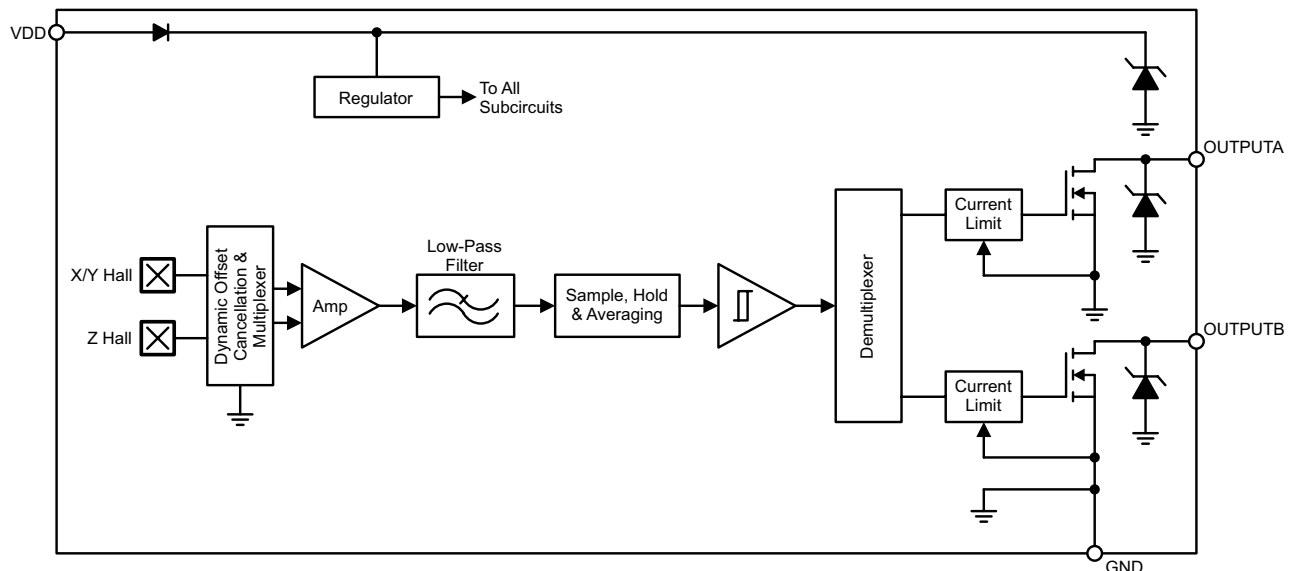 VDD
Regulator
To All
Subcircuits
OUTPUTA
Current
Limit
X/Y Hall
Z Hall
Dynamic Offset
Cancellation &
Multiplexer
Amp
Low-Pass
Filter
Sample, Hold
& Averaging
Demultiplexer
OUTPUTB
Current
Limit
GND